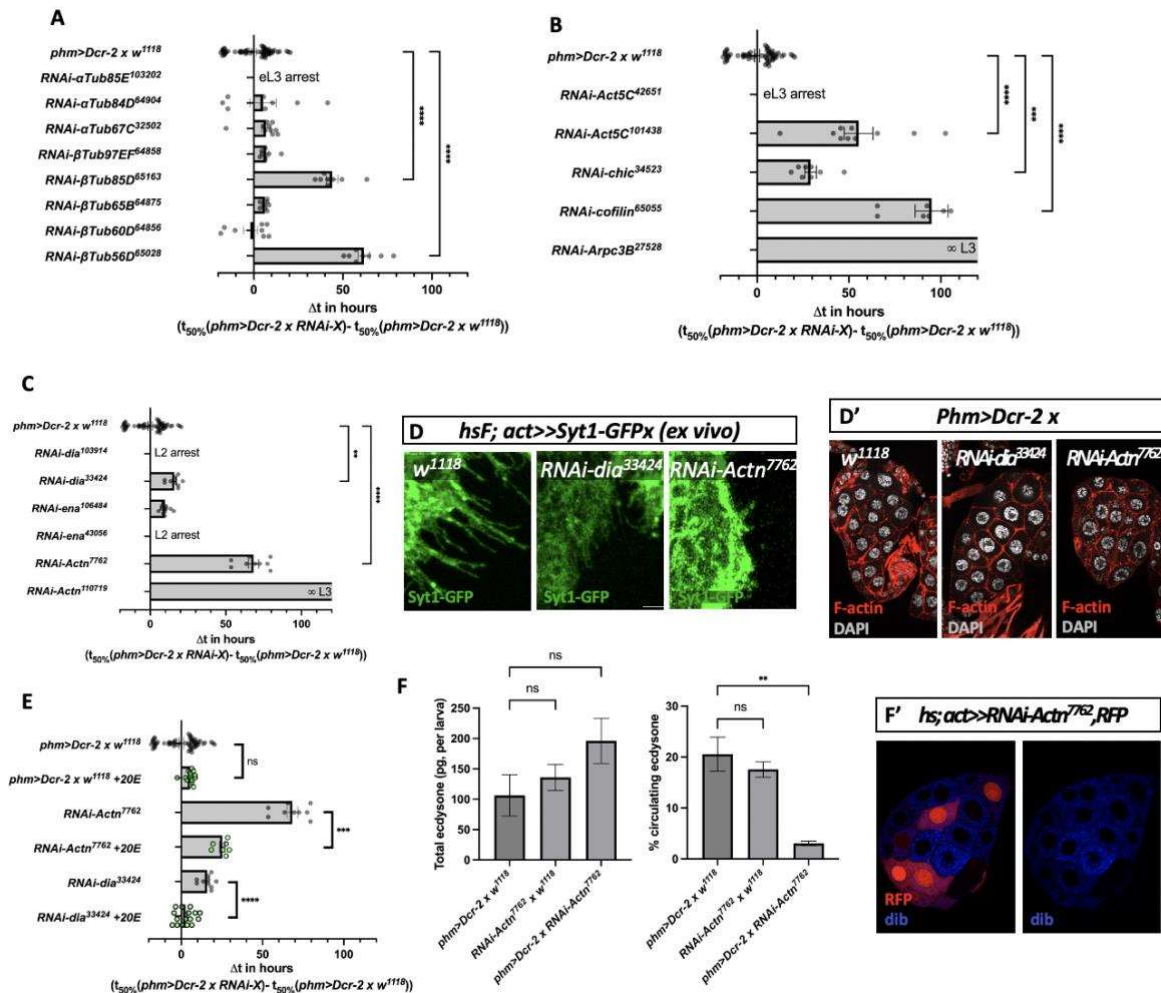 A
phm>Dcr-2 x w1118
RNAi-αTub85E103202
eL3 arrest
RNAi-αTub84D64904
RNAi-αTub67C32502
RNAi-βTub97EF64858
RNAi-βTub85D65163
RNAi-βTub65B64875
RNAi-βTub60D64856
RNAi-βTub56D65028
****
****
0 50 100
Δt in hours
(t50%(phm>Dcr-2 x RNAi-X)- t50%(phm>Dcr-2 x w1118))
B
phm>Dcr-2 x w1118
RNAi-Act5C42651
eL3 arrest
RNAi-Act5C101438
RNAi-chic34523
RNAi-cofilin65055
RNAi-Arpc3B27528
∞ L3
****
***
****
0 50 100
Δt in hours
(t50%(phm>Dcr-2 x RNAi-X)- t50%(phm>Dcr-2 x w1118))
C
phm; Dcr-2 x w1118
RNAi-dia103914
L2 arrest
RNAi-dia33424
RNAi-ena106484
RNAi-ena43056
L2 arrest
RNAi-Actn7762
RNAi-Actn110719
∞ L3
**
****
0 50 100
Δt in hours
(t50%(phm>Dcr-2 x RNAi-X)- t50%(phm>Dcr-2 x w1118))
D
hsF; act>>Syt1-GFPx (ex vivo)
w1118
RNAi-dia33424
RNAi-Actn7762
Syt1-GFP
Syt1-GFP
Syt1-GFP
D'
Phm>Dcr-2 x
w1118
RNAi-dia33424
RNAi-Actn7762
F-actin
DAPI
F-actin
DAPI
F-actin
DAPI
E
phm>Dcr-2 x w1118
phm>Dcr-2 x w1118 +20E
RNAi-Actn7762
RNAi-Actn7762 +20E
RNAi-dia33424
RNAi-dia33424 +20E
ns
***
****
0 50 100
Δt in hours
(t50%(phm>Dcr-2 x RNAi-X)- t50%(phm>Dcr-2 x w1118))
F
Total ecdysone (pg, per larva)
250
200
150
100
50
0
ns
ns
phm>Dcr-2 x w1118
RNAi-Actn7762 x w1118
phm>Dcr-2 x RNAi-Actn7762
% circulating ecdysone
30
20
10
0
**
ns
phm>Dcr-2 x w1118
RNAi-Actn7762 x w1118
phm>Dcr-2 x RNAi-Actn7762
F'
hs; act>>RNAi-Actn7762,RFP
RFP
dib
dib